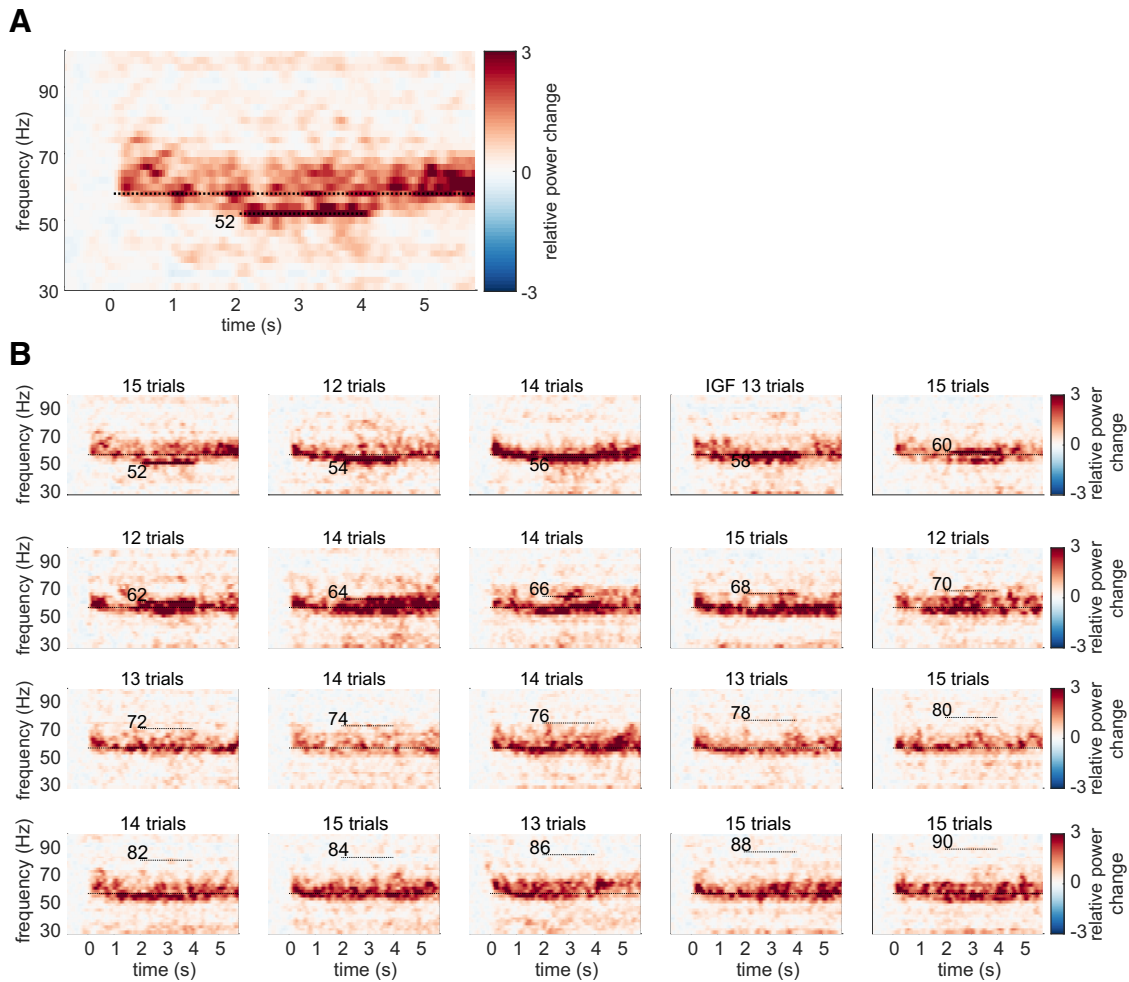 A
frequency (Hz)
90
70
50
30
52
0 1 2 3 4 5
time (s)
3
0
-3
relative power change
B
15 trials 12 trials 14 trials IGF 13 trials 15 trials
frequency (Hz)
90
70
50
30
52 54 56 58 60
3
0
-3
relative power
change
12 trials 14 trials 14 trials 15 trials 12 trials
frequency (Hz)
90
70
50
30
62 64 66 68 70
3
0
-3
relative power
change
13 trials 14 trials 14 trials 13 trials 15 trials
frequency (Hz)
90
70
50
30
72 74 76 78 80
3
0
-3
relative power
change
14 trials 15 trials 13 trials 15 trials 15 trials
frequency (Hz)
90
70
50
30
82 84 86 88 90
3
0
-3
relative power
change
0 1 2 3 4 5 0 1 2 3 4 5 0 1 2 3 4 5 0 1 2 3 4 5 0 1 2 3 4 5
time (s) time (s) time (s) time (s) time (s)